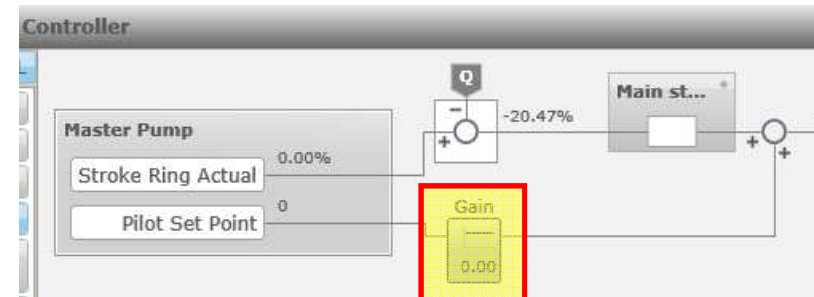 Controller
Q
Main st...
-20.47%
Master Pump
Stroke Ring Actual
0.00%
Pilot Set Point
0
Gain
0.00